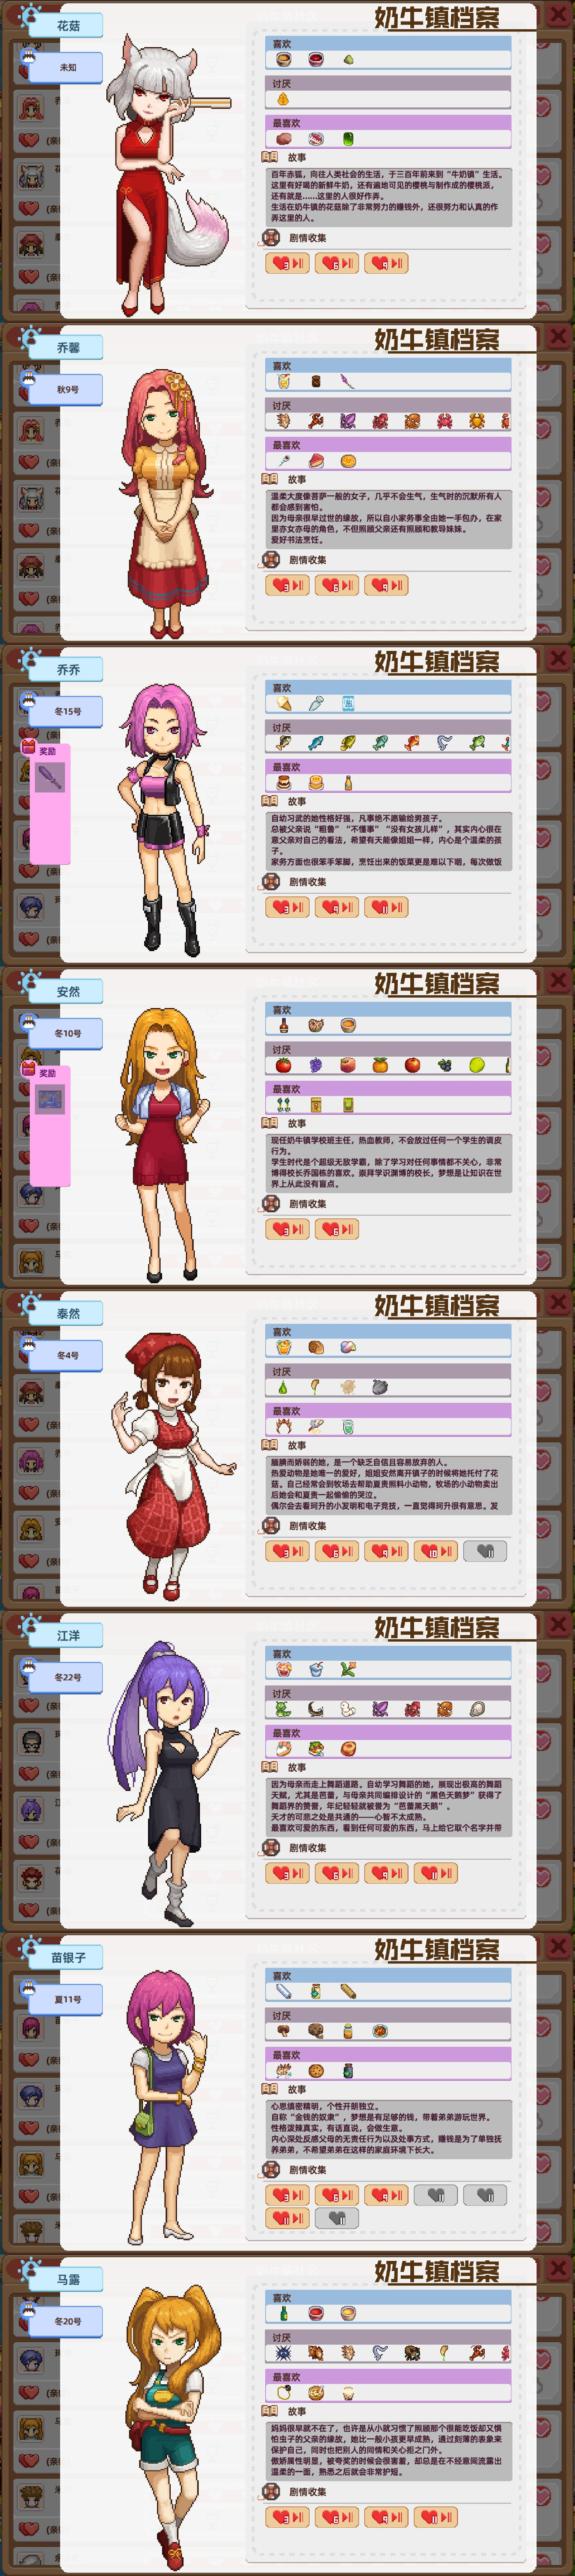 花菇
奶牛镇档案
未知
喜欢
讨厌
最喜欢
故事
百年赤狐，向往人类社会的生活，于三百年前来到“牛奶镇”生活。
这里有好喝的新鲜牛奶，还有遍地可见的樱桃与制作成的樱桃派，
还有就是……这里的人很好作弄。
生活在奶牛镇的花菇除了非常努力的赚钱外，还很努力和认真的作
弄这里的人。
剧情收集
3
6
9
乔馨
奶牛镇档案
秋9号
喜欢
讨厌
最喜欢
故事
温柔大度像菩萨一般的女子，几乎不会生气，生气时的沉默所有人
都会感到害怕。
因为母亲很早过世的缘故，所以自小家务事全由她一手包办，在家
里亦女亦母的角色，不但照顾父亲还有照顾和教导妹妹。
爱好书法烹饪。
剧情收集
3
6
9
乔乔
奶牛镇档案
冬15号
奖励
喜欢
讨厌
最喜欢
故事
自幼习武的她性格好强，凡事绝不愿输给男孩子。
总被父亲说“粗鲁”“不懂事”“没有女孩儿样”，其实内心很在
意父亲对自己的看法，希望有天能像姐姐一样，内心是个温柔的孩
子。
家务方面也很笨手笨脚，烹饪出来的饭菜更是难以下咽，每次做饭
剧情收集
3
9
11
安然
奶牛镇档案
冬10号
奖励
喜欢
讨厌
最喜欢
故事
现任奶牛镇学校班主任，热血教师，不会放过任何一个学生的调皮
行为。
学生时代是个超级无敌学霸，除了学习对任何事情都不关心，非常
博得校长乔国栋的喜欢。崇拜学识渊博的校长，梦想是让知识在世
界上从此没有盲点。
剧情收集
3
6
泰然
奶牛镇档案
冬4号
喜欢
讨厌
最喜欢
故事
腼腆而娇弱的她，是一个缺乏自信且容易放弃的人。
热爱动物是她唯一的爱好，姐姐安然离开镇子的时候将她托付了花
菇。自己经常会到牧场去帮助夏贵照料小动物，牧场的小动物卖出
后她会和夏贵一起偷偷的哭泣。
偶尔会去看珂升的小发明和电子竞技，一直觉得珂升很有意思。发
剧情收集
3
6
9
10
11
江洋
奶牛镇档案
冬22号
喜欢
讨厌
最喜欢
故事
因为母亲而走上舞蹈道路。自幼学习舞蹈的她，展现出极高的舞蹈
天赋，尤其是芭蕾，与母亲共同编排设计的“黑色天鹅梦”获得了
舞蹈界的赞誉，年纪轻轻就被誉为“芭蕾黑天鹅”。
天才的可悲之处是共通的——心智不太成熟。
最喜欢可爱的东西，看到任何可爱的东西，马上给它取个名字并带
剧情收集
3
6
9
11
苗银子
奶牛镇档案
夏11号
喜欢
讨厌
最喜欢
故事
心思缜密精明，个性开朗独立。
自称“金钱的奴隶”，梦想是有足够的钱，带着弟弟游玩世界。
性格泼辣真实，有话直说，会做生意。
内心深处反感父母的无责任行为以及处事方式，赚钱是为了单独抚
养弟弟，不希望弟弟在这样的家庭环境下长大。
剧情收集
3
6
9
11
11
11
11
马露
奶牛镇档案
冬20号
喜欢
讨厌
最喜欢
故事
妈妈很早就不在了，也许是从小就习惯了照顾那个很能吃饭却又惧
怕虫子的父亲的缘故，她比一般小孩更早成熟，通过刻薄的表象来
保护自己，同时也把别人的同情和关心拒之门外。
傲娇属性明显，被夸奖的时候会很害羞，却总是在不经意间流露出
温柔的一面，熟悉之后就会非常护短。
剧情收集
3
6
9
11